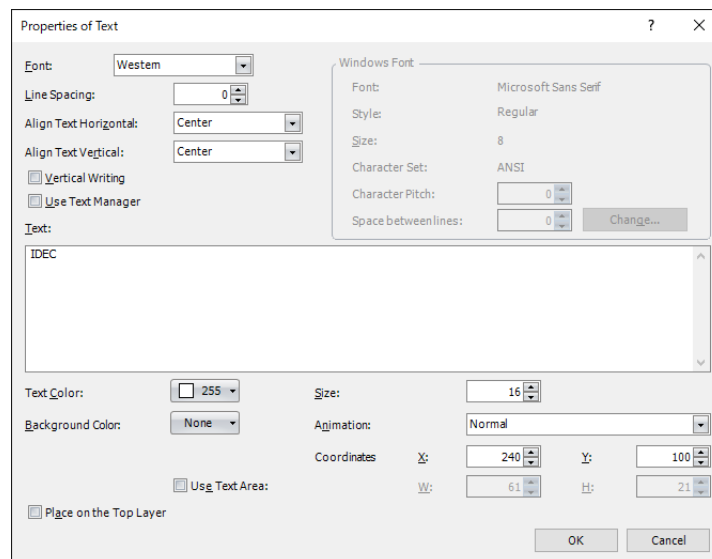 Properties of Text ?
Font: Western
Line Spacing: 0
Align Text Horizontal: Center
Align Text Vertical: Center
Vertical Writing
Use Text Manager
Windows Font
Font: Microsoft Sans Serif
Style: Regular
Size: 8
Character Set: ANSI
Character Pitch: 0
Space between lines: 0 Change...
Text:
IDEC
Text Color: 255 Size: 16
Background Color: None Animation: Normal
Coordinates X: 240 Y: 100
Use Text Area: W: 61 H: 21
Place on the Top Layer
OK Cancel